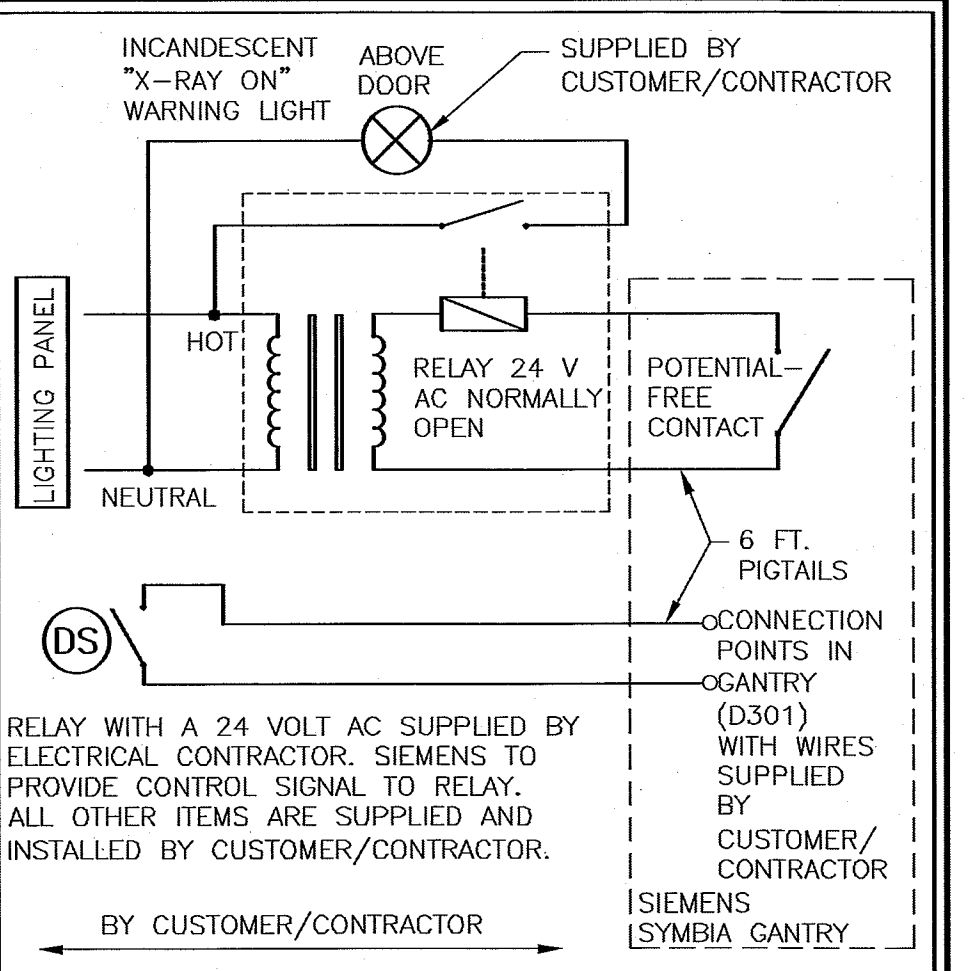 INCANDESCENT
"X-RAY ON"
WARNING LIGHT
ABOVE
DOOR
SUPPLIED BY
CUSTOMER/CONTRACTOR
LIGHTING PANEL
HOT
NEUTRAL
RELAY 24 V
AC NORMALLY
OPEN
POTENTIAL-
FREE
CONTACT
6 FT.
PIGTAILS
DS
CONNECTION
POINTS IN
GANTRY
(D301)
WITH WIRES
SUPPLIED
BY
CUSTOMER/
CONTRACTOR
RELAY WITH A 24 VOLT AC SUPPLIED BY
ELECTRICAL CONTRACTOR. SIEMENS TO
PROVIDE CONTROL SIGNAL TO RELAY.
ALL OTHER ITEMS ARE SUPPLIED AND
INSTALLED BY CUSTOMER/CONTRACTOR.
BY CUSTOMER/CONTRACTOR
SIEMENS
SYMBIA GANTRY